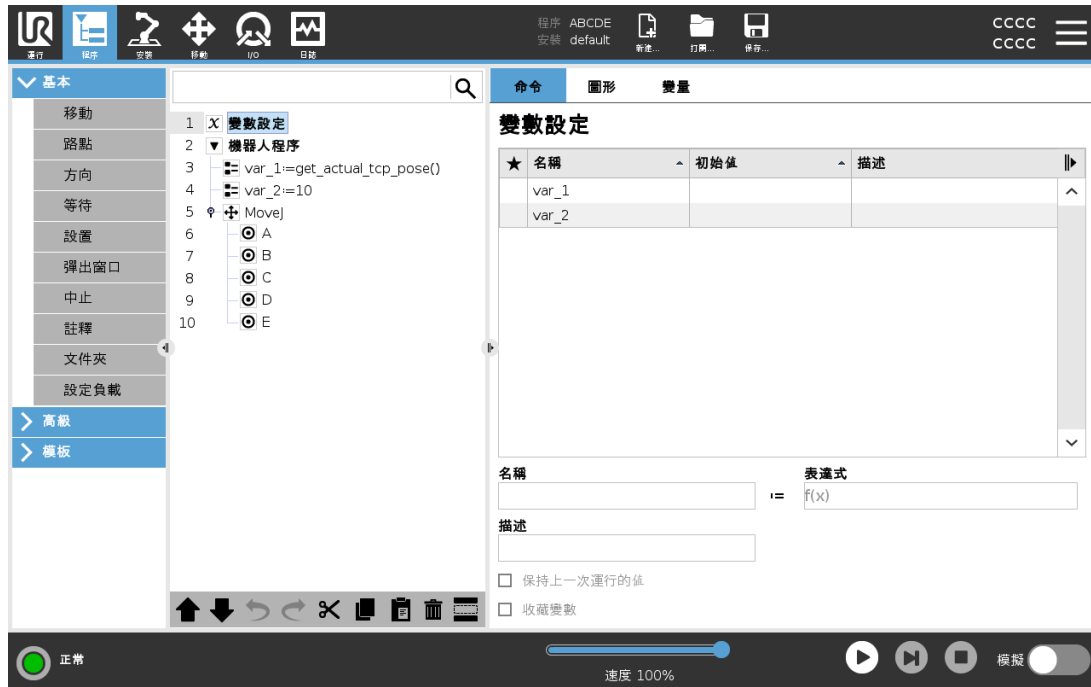 UR
運行
程序
安裝
移動
I/O
日誌
程序 ABCDE
安裝 default
新建...
打開...
保存...
CCCC
CCCC
基本
移動
路點
方向
等待
設置
彈出窗口
中止
註釋
文件夾
設定負載
高級
模板
1 X 變數設定
2 ▼ 機器人程序
3 var_1:=get_actual_tcp_pose()
4 var_2:=10
5 MoveJ
6 A
7 B
8 C
9 D
10 E
命令 圖形 變量
變數設定
★ 名稱 初始值 描述
var_1
var_2
名稱 表達式
:= f(x)
描述
保持上一次運行的值
收藏變數
正常
速度 100%
模擬